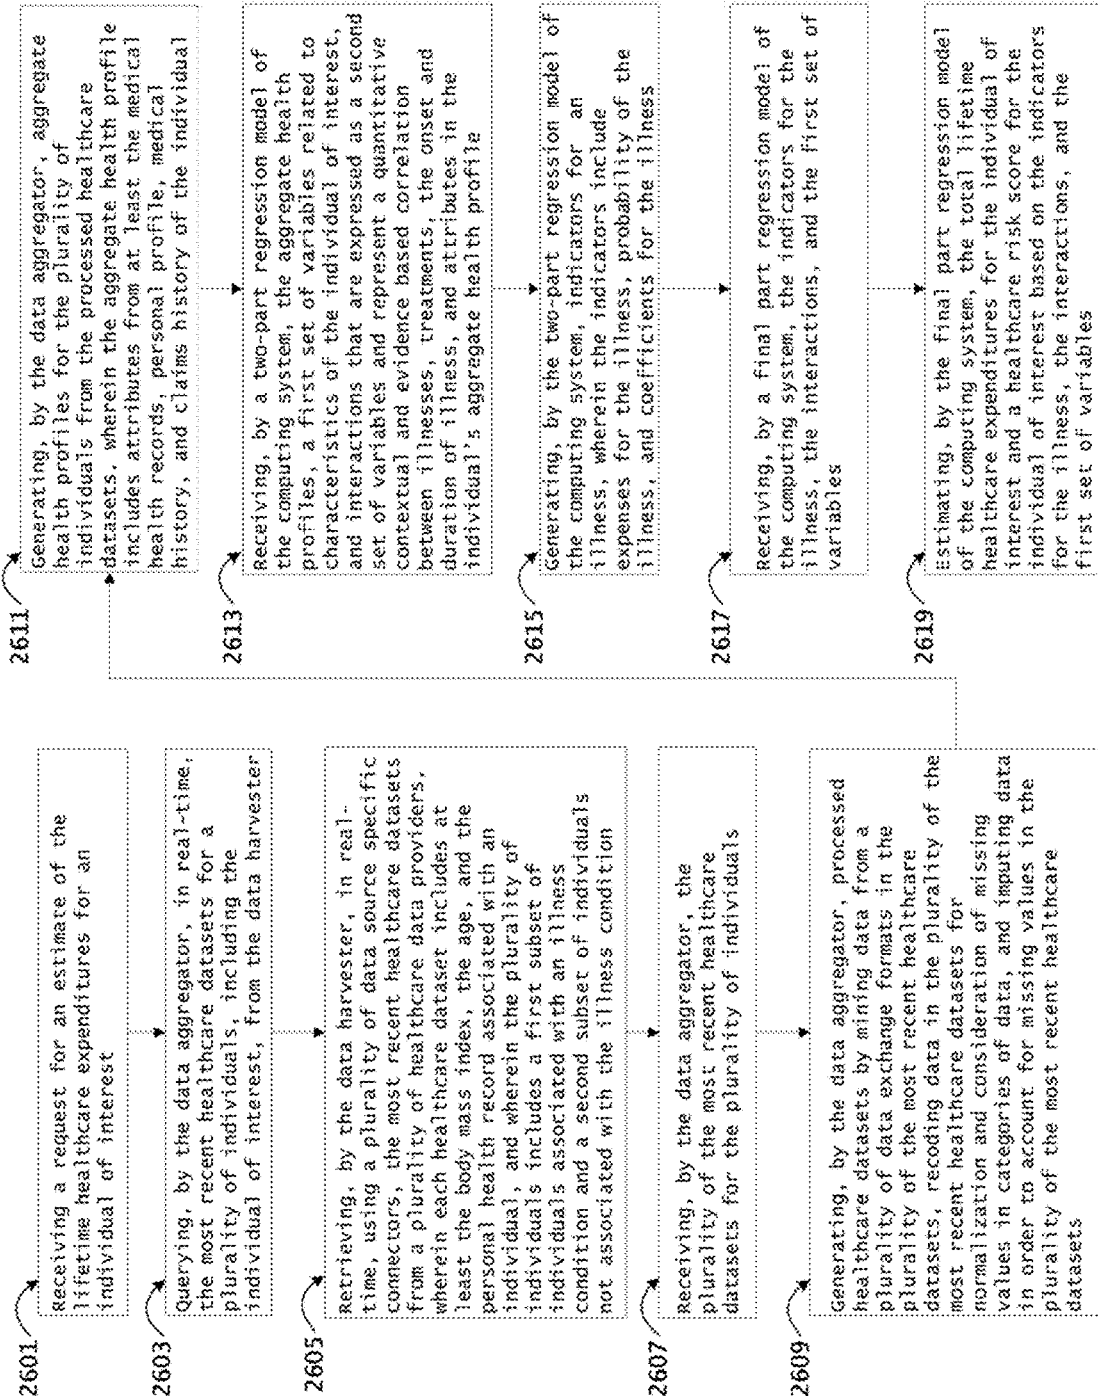 2601
Receiving a request for an estimate of the
lifetime healthcare expenditures for an
individual of interest
2603
Querying, by the data aggregator, in real-time,
the most recent healthcare datasets for a
plurality of individuals, including the
individual of interest, from the data harvester
2605
Retrieving, by the data harvester, in real-
time, using a plurality of data source specific
connectors, the most recent healthcare datasets
from a plurality of healthcare data providers,
wherein each healthcare dataset includes at
least the body mass index, the age, and the
personal health record associated with an
individual, and wherein the plurality of
individuals includes a first subset of
individuals associated with an illness
condition and a second subset of individuals
not associated with the illness condition
2607
Receiving, by the data aggregator, the
plurality of the most recent healthcare
datasets for the plurality of individuals
2609
Generating, by the data aggregator, processed
healthcare datasets by mining data from a
plurality of data exchange formats in the
plurality of the most recent healthcare
datasets, recoding data in the plurality of the
most recent healthcare datasets for
normalization and consideration of missing
values in categories of data, and imputing data
in order to account for missing values in the
plurality of the most recent healthcare
datasets
2611
Generating, by the data aggregator, aggregate
health profiles for the plurality of
individuals from the processed healthcare
datasets, wherein the aggregate health profile
includes attributes from at least the medical
health records, personal profile, medical
history, and claims history of the individual
2613
Receiving, by a two-part regression model of
the computing system, the aggregate health
profiles, a first set of variables related to
characteristics of the individual of interest,
and interactions that are expressed as a second
set of variables and represent a quantitative
contextual and evidence based correlation
between illnesses, treatments, the onset and
duration of illness, and attributes in the
individual's aggregate health profile
2615
Generating, by the two-part regression model of
the computing system, indicators for an
illness, wherein the indicators include
expenses for the illness, probability of the
illness, and coefficients for the illness
2617
Receiving, by a final part regression model of
the computing system, the indicators for the
illness, the interactions, and the first set of
variables
2619
Estimating, by the final part regression model
of the computing system, the total lifetime
healthcare expenditures for the individual of
interest and a healthcare risk score for the
individual of interest based on the indicators
for the illness, the interactions, and the
first set of variables